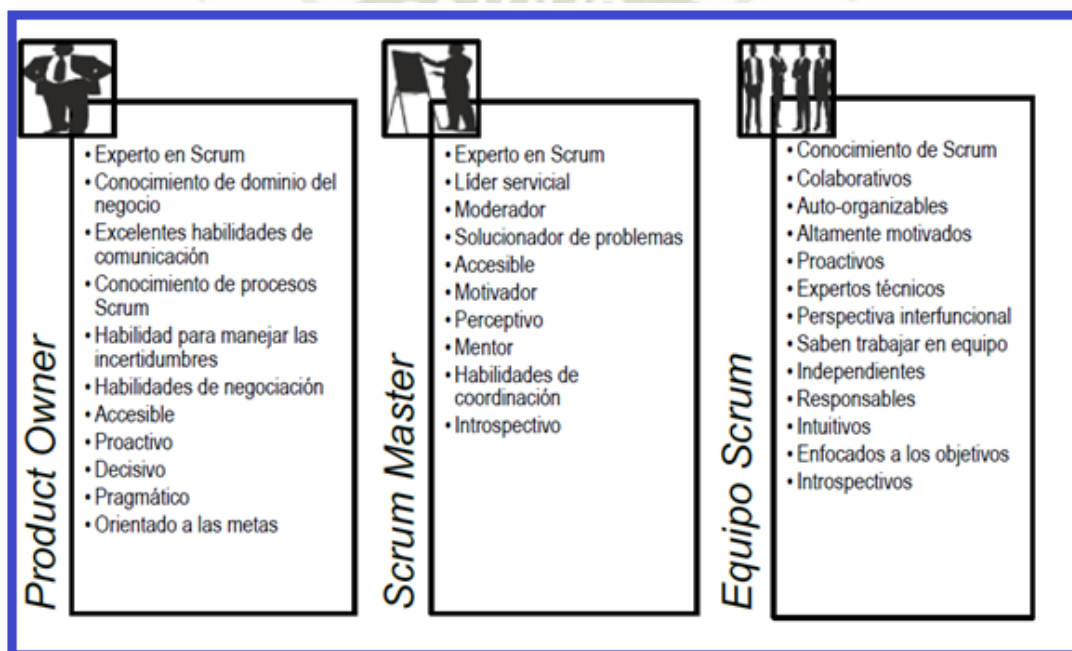 Product Owner
• Experto en Scrum
• Conocimiento de dominio del
negocio
• Excelentes habilidades de
comunicación
• Conocimiento de procesos
Scrum
• Habilidad para manejar las
incertidumbres
• Habilidades de negociación
• Accesible
• Proactivo
• Decisivo
• Pragmático
• Orientado a las metas
Scrum Master
• Experto en Scrum
• Líder servicial
• Moderador
• Solucionador de problemas
• Accesible
• Motivador
• Perceptivo
• Mentor
• Habilidades de
coordinación
• Introspectivo
Equipo Scrum
• Conocimiento de Scrum
• Colaborativos
• Auto-organizables
• Altamente motivados
• Proactivos
• Expertos técnicos
• Perspectiva interfuncional
• Saben trabajar en equipo
• Independientes
• Responsables
• Intuitivos
• Enfocados a los objetivos
• Introspectivos